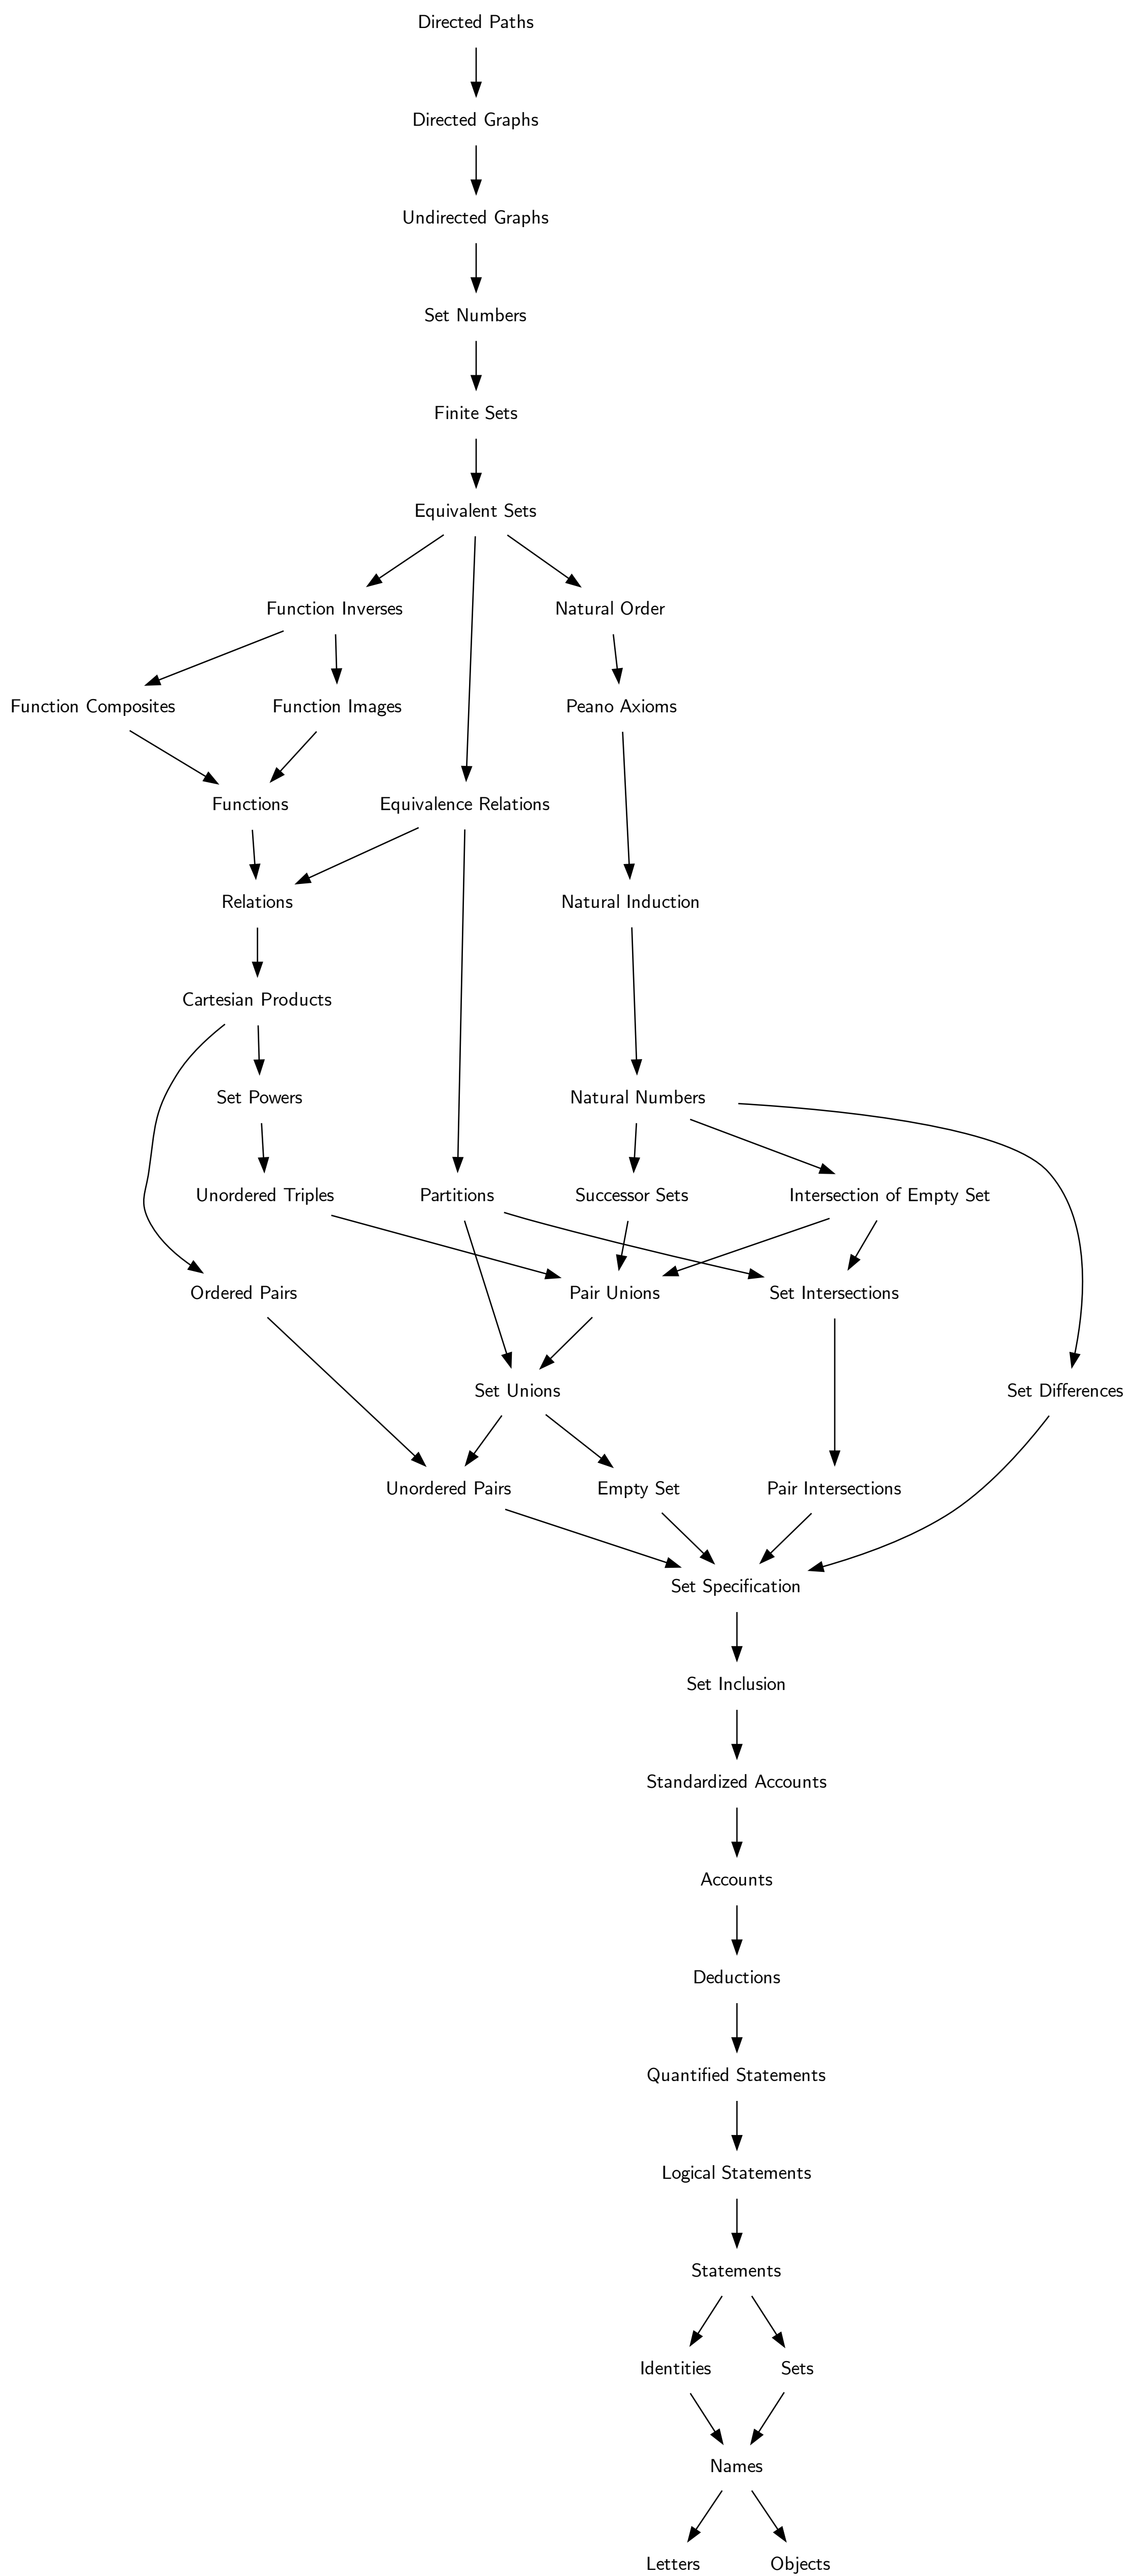 Directed Paths
Directed Graphs
Undirected Graphs
Set Numbers
Finite Sets
Equivalent Sets
Function Inverses
Natural Order
Function Composites
Function Images
Peano Axioms
Functions
Equivalence Relations
Relations
Natural Induction
Cartesian Products
Set Powers
Natural Numbers
Unordered Triples
Partitions
Successor Sets
Intersection of Empty Set
Ordered Pairs
Pair Unions
Set Intersections
Set Unions
Set Differences
Unordered Pairs
Empty Set
Pair Intersections
Set Specification
Set Inclusion
Standardized Accounts
Accounts
Deductions
Quantified Statements
Logical Statements
Statements
Identities
Sets
Names
Letters
Objects